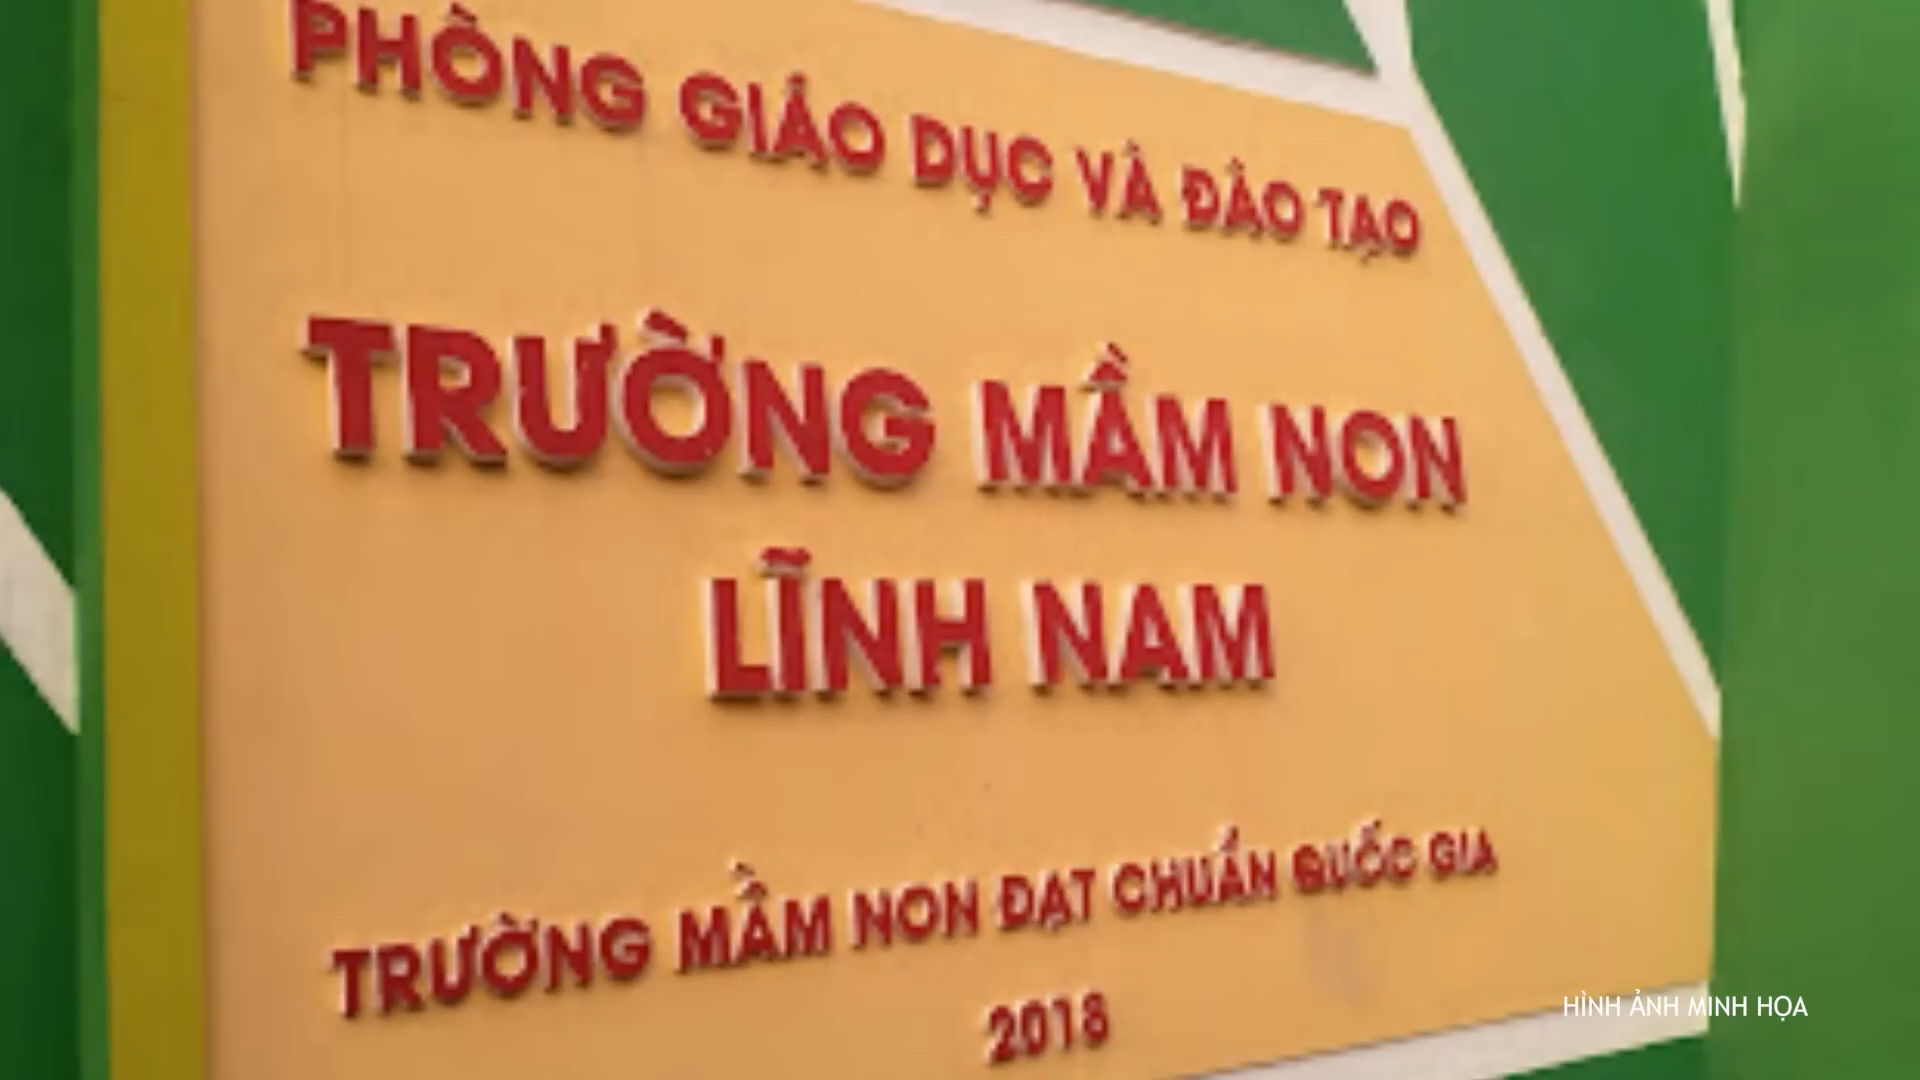 PHÒNG GIÁO DỤC VÀ ĐÀO TẠO
TRƯỜNG MẦM NON
LĨNH NAM
TRƯỜNG MẦM NON ĐẠT CHUẨN QUỐC GIA
2018
HÌNH ẢNH MINH HỌA